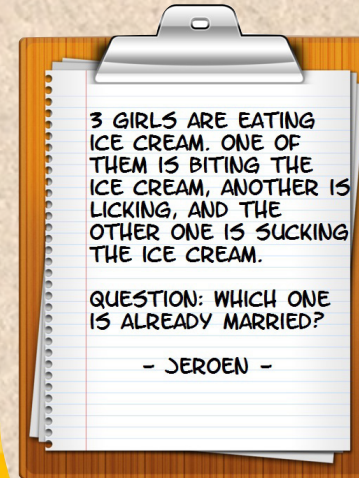 3 GIRLS ARE EATING
ICE CREAM. ONE OF
THEM IS BITING THE
ICE CREAM, ANOTHER IS
LICKING, AND THE
OTHER ONE IS SUCKING
THE ICE CREAM.
QUESTION: WHICH ONE
IS ALREADY MARRIED?
- JEROEN -